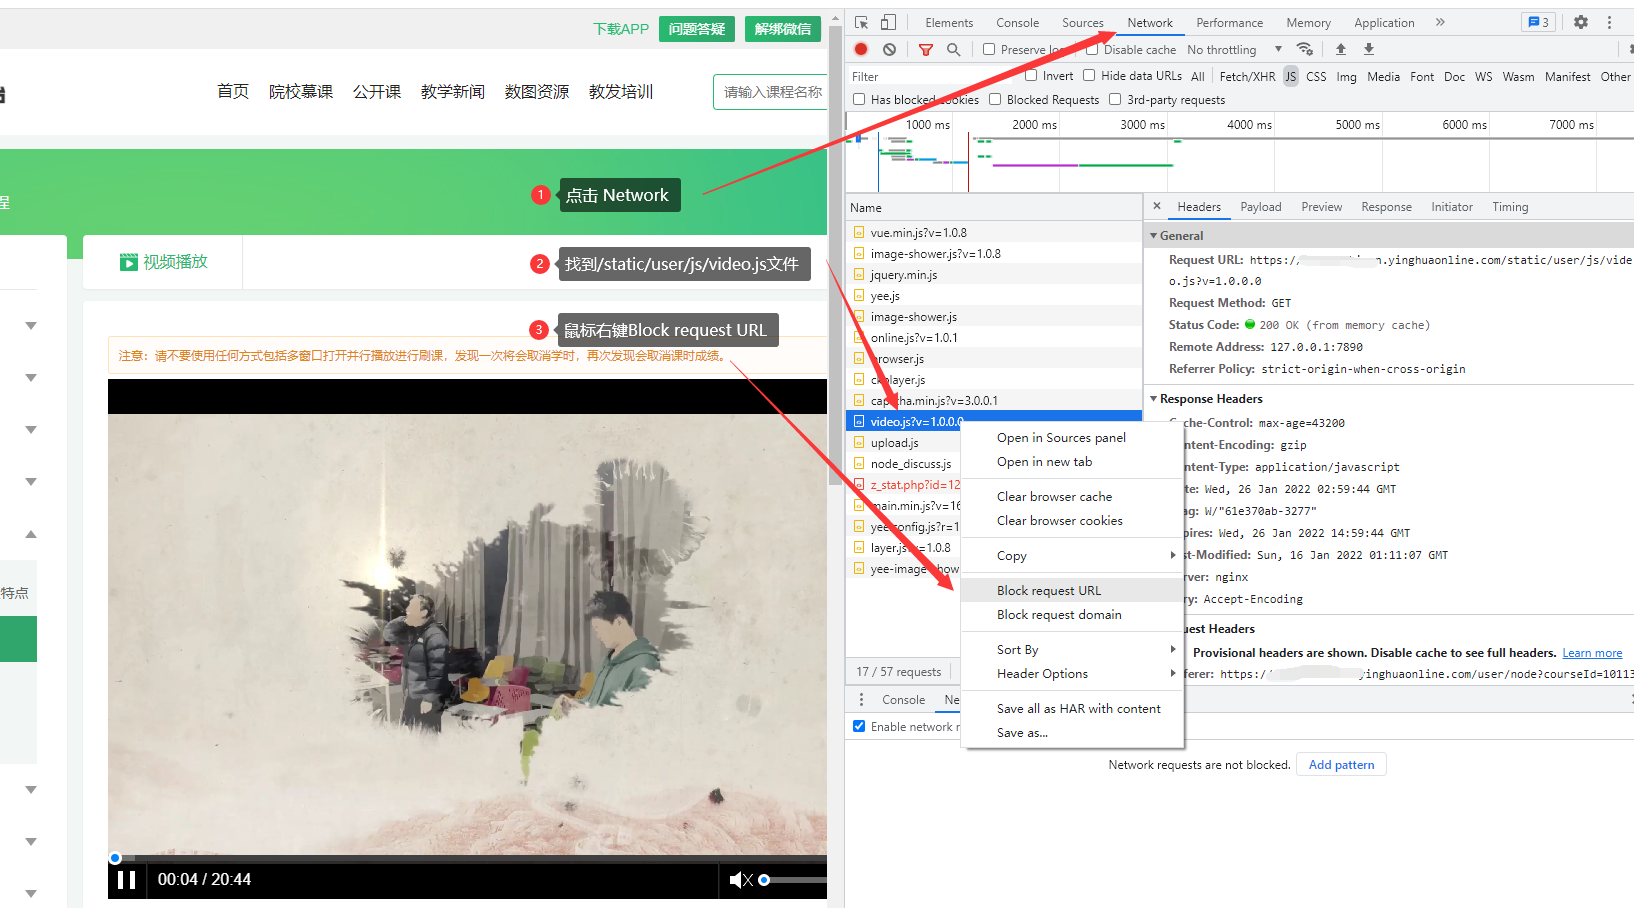 下载APP
问题答疑
解绑微信
首页
院校慕课
公开课
教学新闻
数图资源
教发培训
请输入课程名称
程
1 点击 Network
视频播放
2 找到/static/user/js/video.js文件
3 鼠标右键Block request URL
注意：请不要使用任何方式包括多窗口打开并行播放进行刷课，发现一次将会取消学时，再次发现会取消课时成绩。
特点
00:04 / 20:44
Elements Console Sources Network Performance Memory Application » 3
Preserve log Disable cache No throttling
Filter Invert Hide data URLs All Fetch/XHR JS CSS Img Media Font Doc WS Wasm Manifest Other
Has blocked cookies Blocked Requests 3rd-party requests
1000 ms 2000 ms 3000 ms 4000 ms 5000 ms 6000 ms 7000 ms
Name
vue.min.js?v=1.0.8
image-shower.js?v=1.0.8
jquery.min.js
yee.js
image-shower.js
online.js?v=1.0.1
browser.js
ckplayer.js
captcha.min.js?v=3.0.0.1
video.js?v=1.0.0.0
upload.js
node_discuss.js
z_stat.php?id=12
main.min.js?v=16
yee-config.js?r=1
layer.js?v=1.0.8
yee-image-show
17 / 57 requests
× Headers Payload Preview Response Initiator Timing
General
Request URL: https:/ n.yinghuaonline.com/static/user/js/vide
o.js?v=1.0.0.0
Request Method: GET
Status Code: 200 OK (from memory cache)
Remote Address: 127.0.0.1:7890
Referrer Policy: strict-origin-when-cross-origin
Response Headers
Cache-Control: max-age=43200
ntent-Encoding: gzip
ntent-Type: application/javascript
te: Wed, 26 Jan 2022 02:59:44 GMT
ag: W/"61e370ab-3277"
pires: Wed, 26 Jan 2022 14:59:44 GMT
st-Modified: Sun, 16 Jan 2022 01:11:07 GMT
rver: nginx
ry: Accept-Encoding
uest Headers
Provisional headers are shown. Disable cache to see full headers. Learn more
ferer: https:/ yinghuaonline.com/user/node?courseId=10113
Open in Sources panel
Open in new tab
Clear browser cache
Clear browser cookies
Copy
Block request URL
Block request domain
Sort By
Header Options
Save all as HAR with content
Save as...
Console Ne
Enable network r
Network requests are not blocked. Add pattern